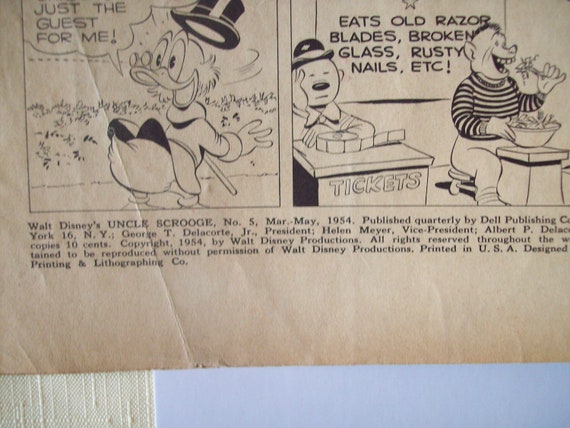 JUST THE
GUEST
FOR ME!
EATS OLD RAZOR
BLADES, BROKEN
GLASS, RUSTY
NAILS, ETC!
TICKETS
Walt Disney's UNCLE SCROOGE, No. 5, Mar.-May, 1954. Published quarterly by Dell Publishing
York 16, N. Y.; George T. Delacorte, Jr., President; Helen Meyer, Vice-President; Albert P. Delaco
copies 10 cents. Copyright, 1954, by Walt Disney Productions. All rights reserved throughout the w
tained to be reproduced without permission of Walt Disney Productions. Printed in U. S. A. Designed
Printing & Lithographing Co.